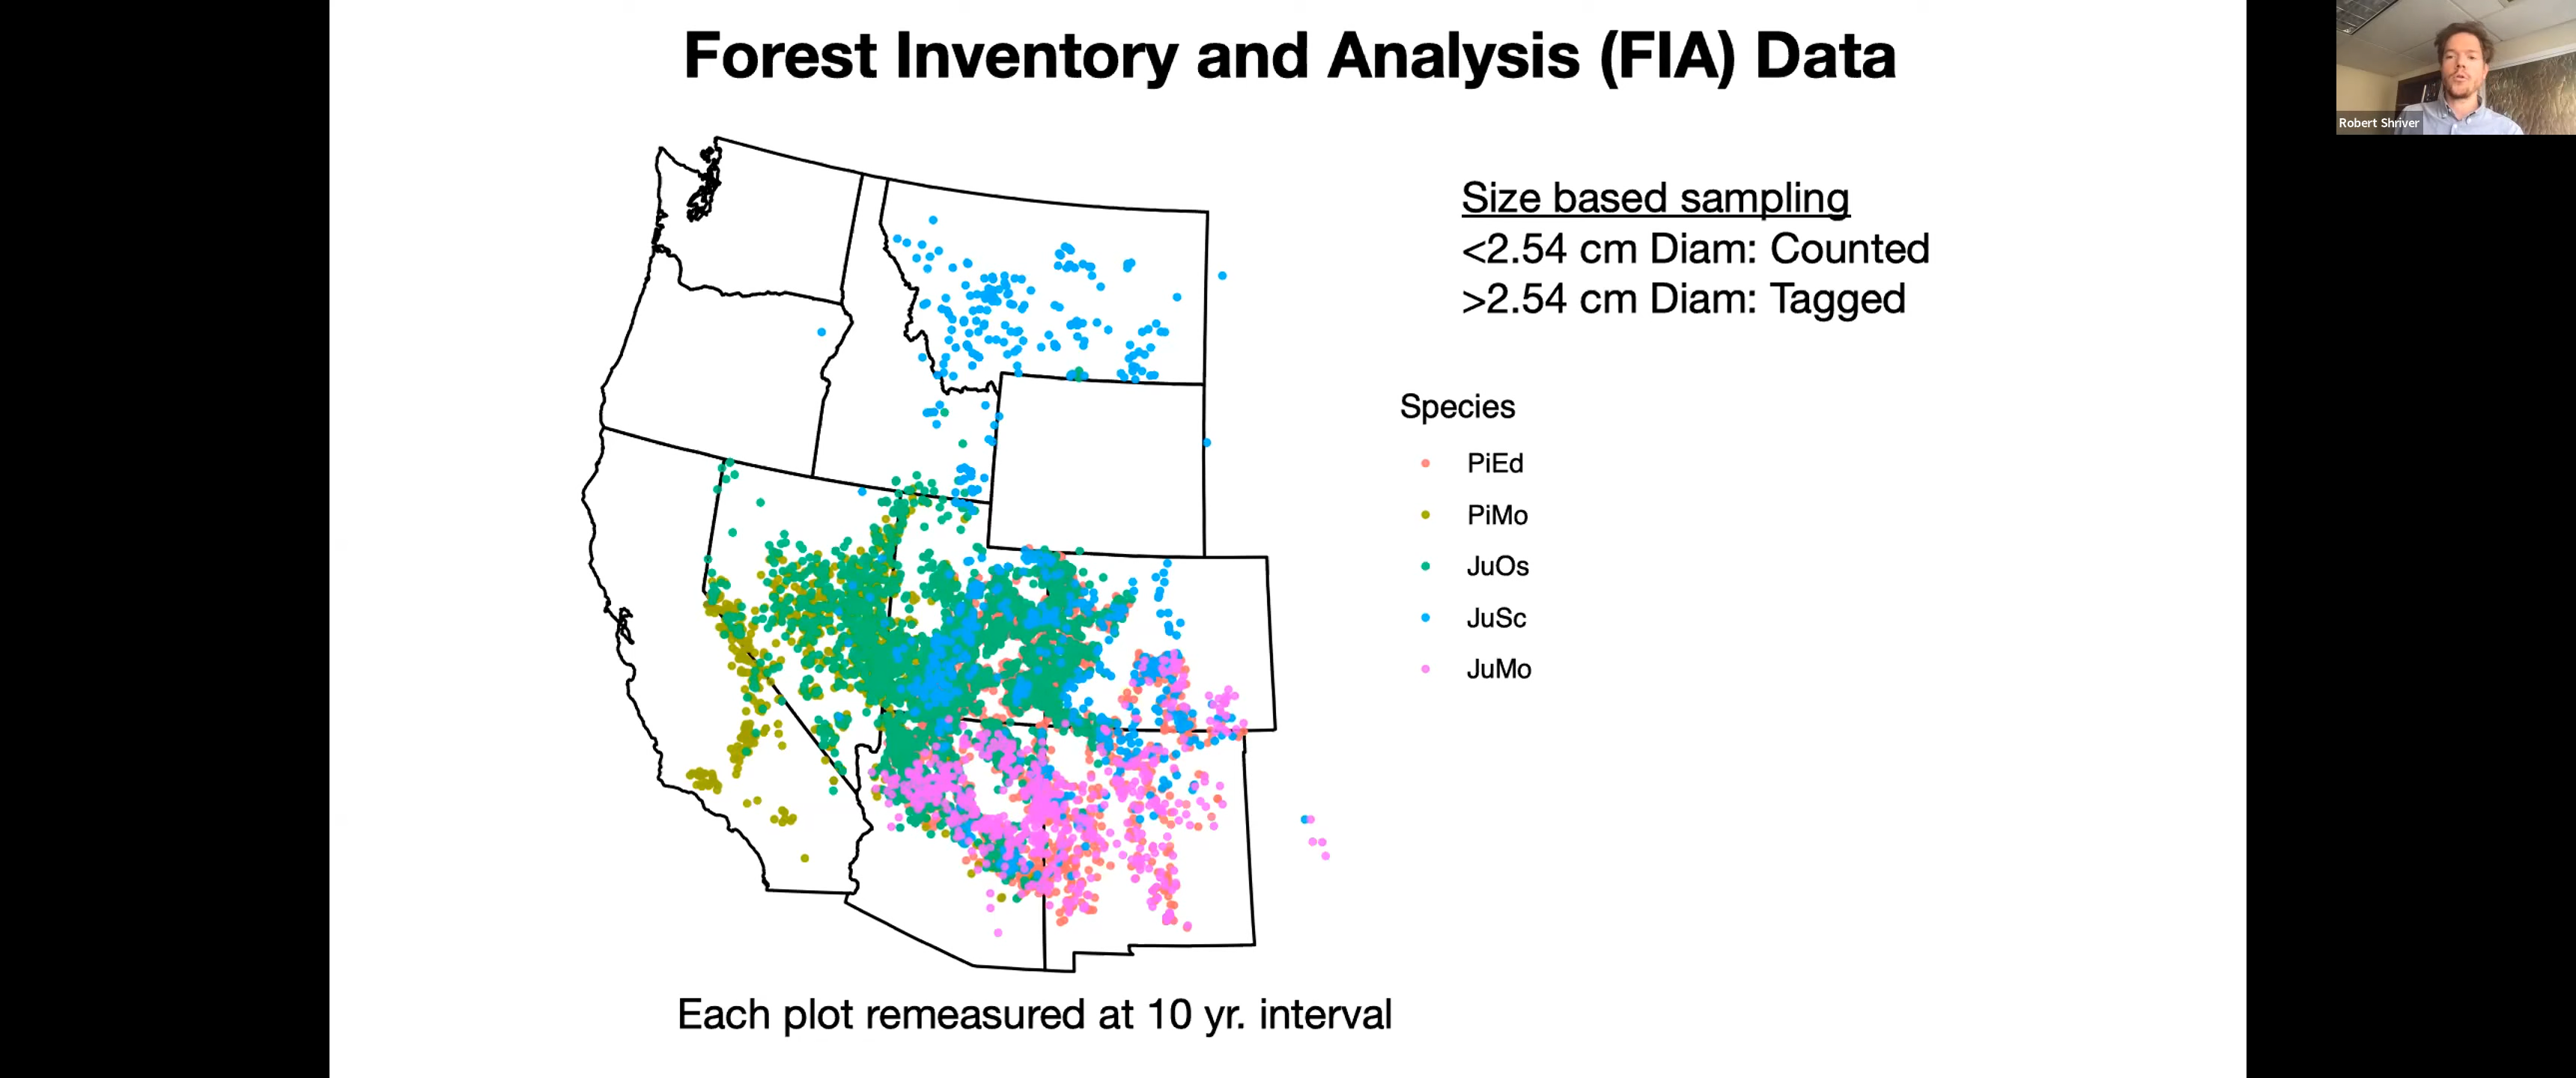 Forest Inventory and Analysis (FIA) Data
Robert Shriver
Size based sampling
<2.54 cm Diam: Counted
>2.54 cm Diam: Tagged
Species
PiEd
PiMo
JuOs
JuSc
JuMo
Each plot remeasured at 10 yr. interval